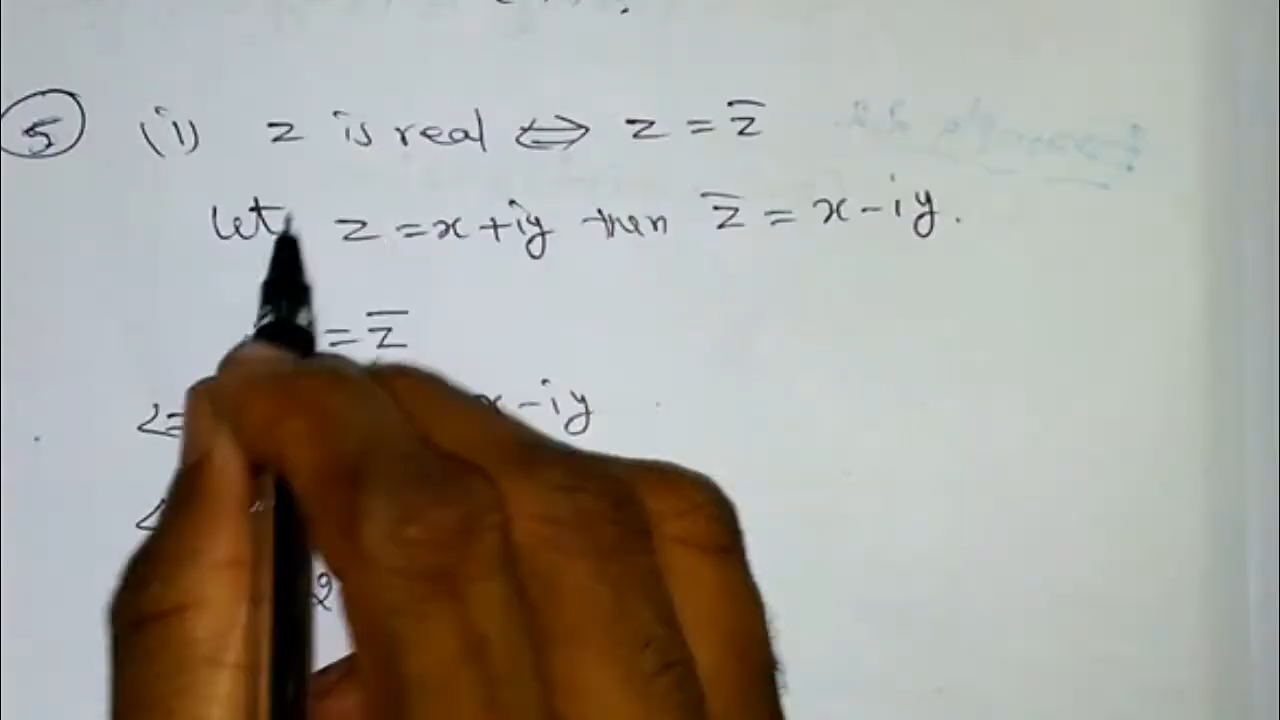 5 (i) z is real ⟺ z = z̅
Let z = x + iy then z̅ = x - iy.
= z̅
x - iy